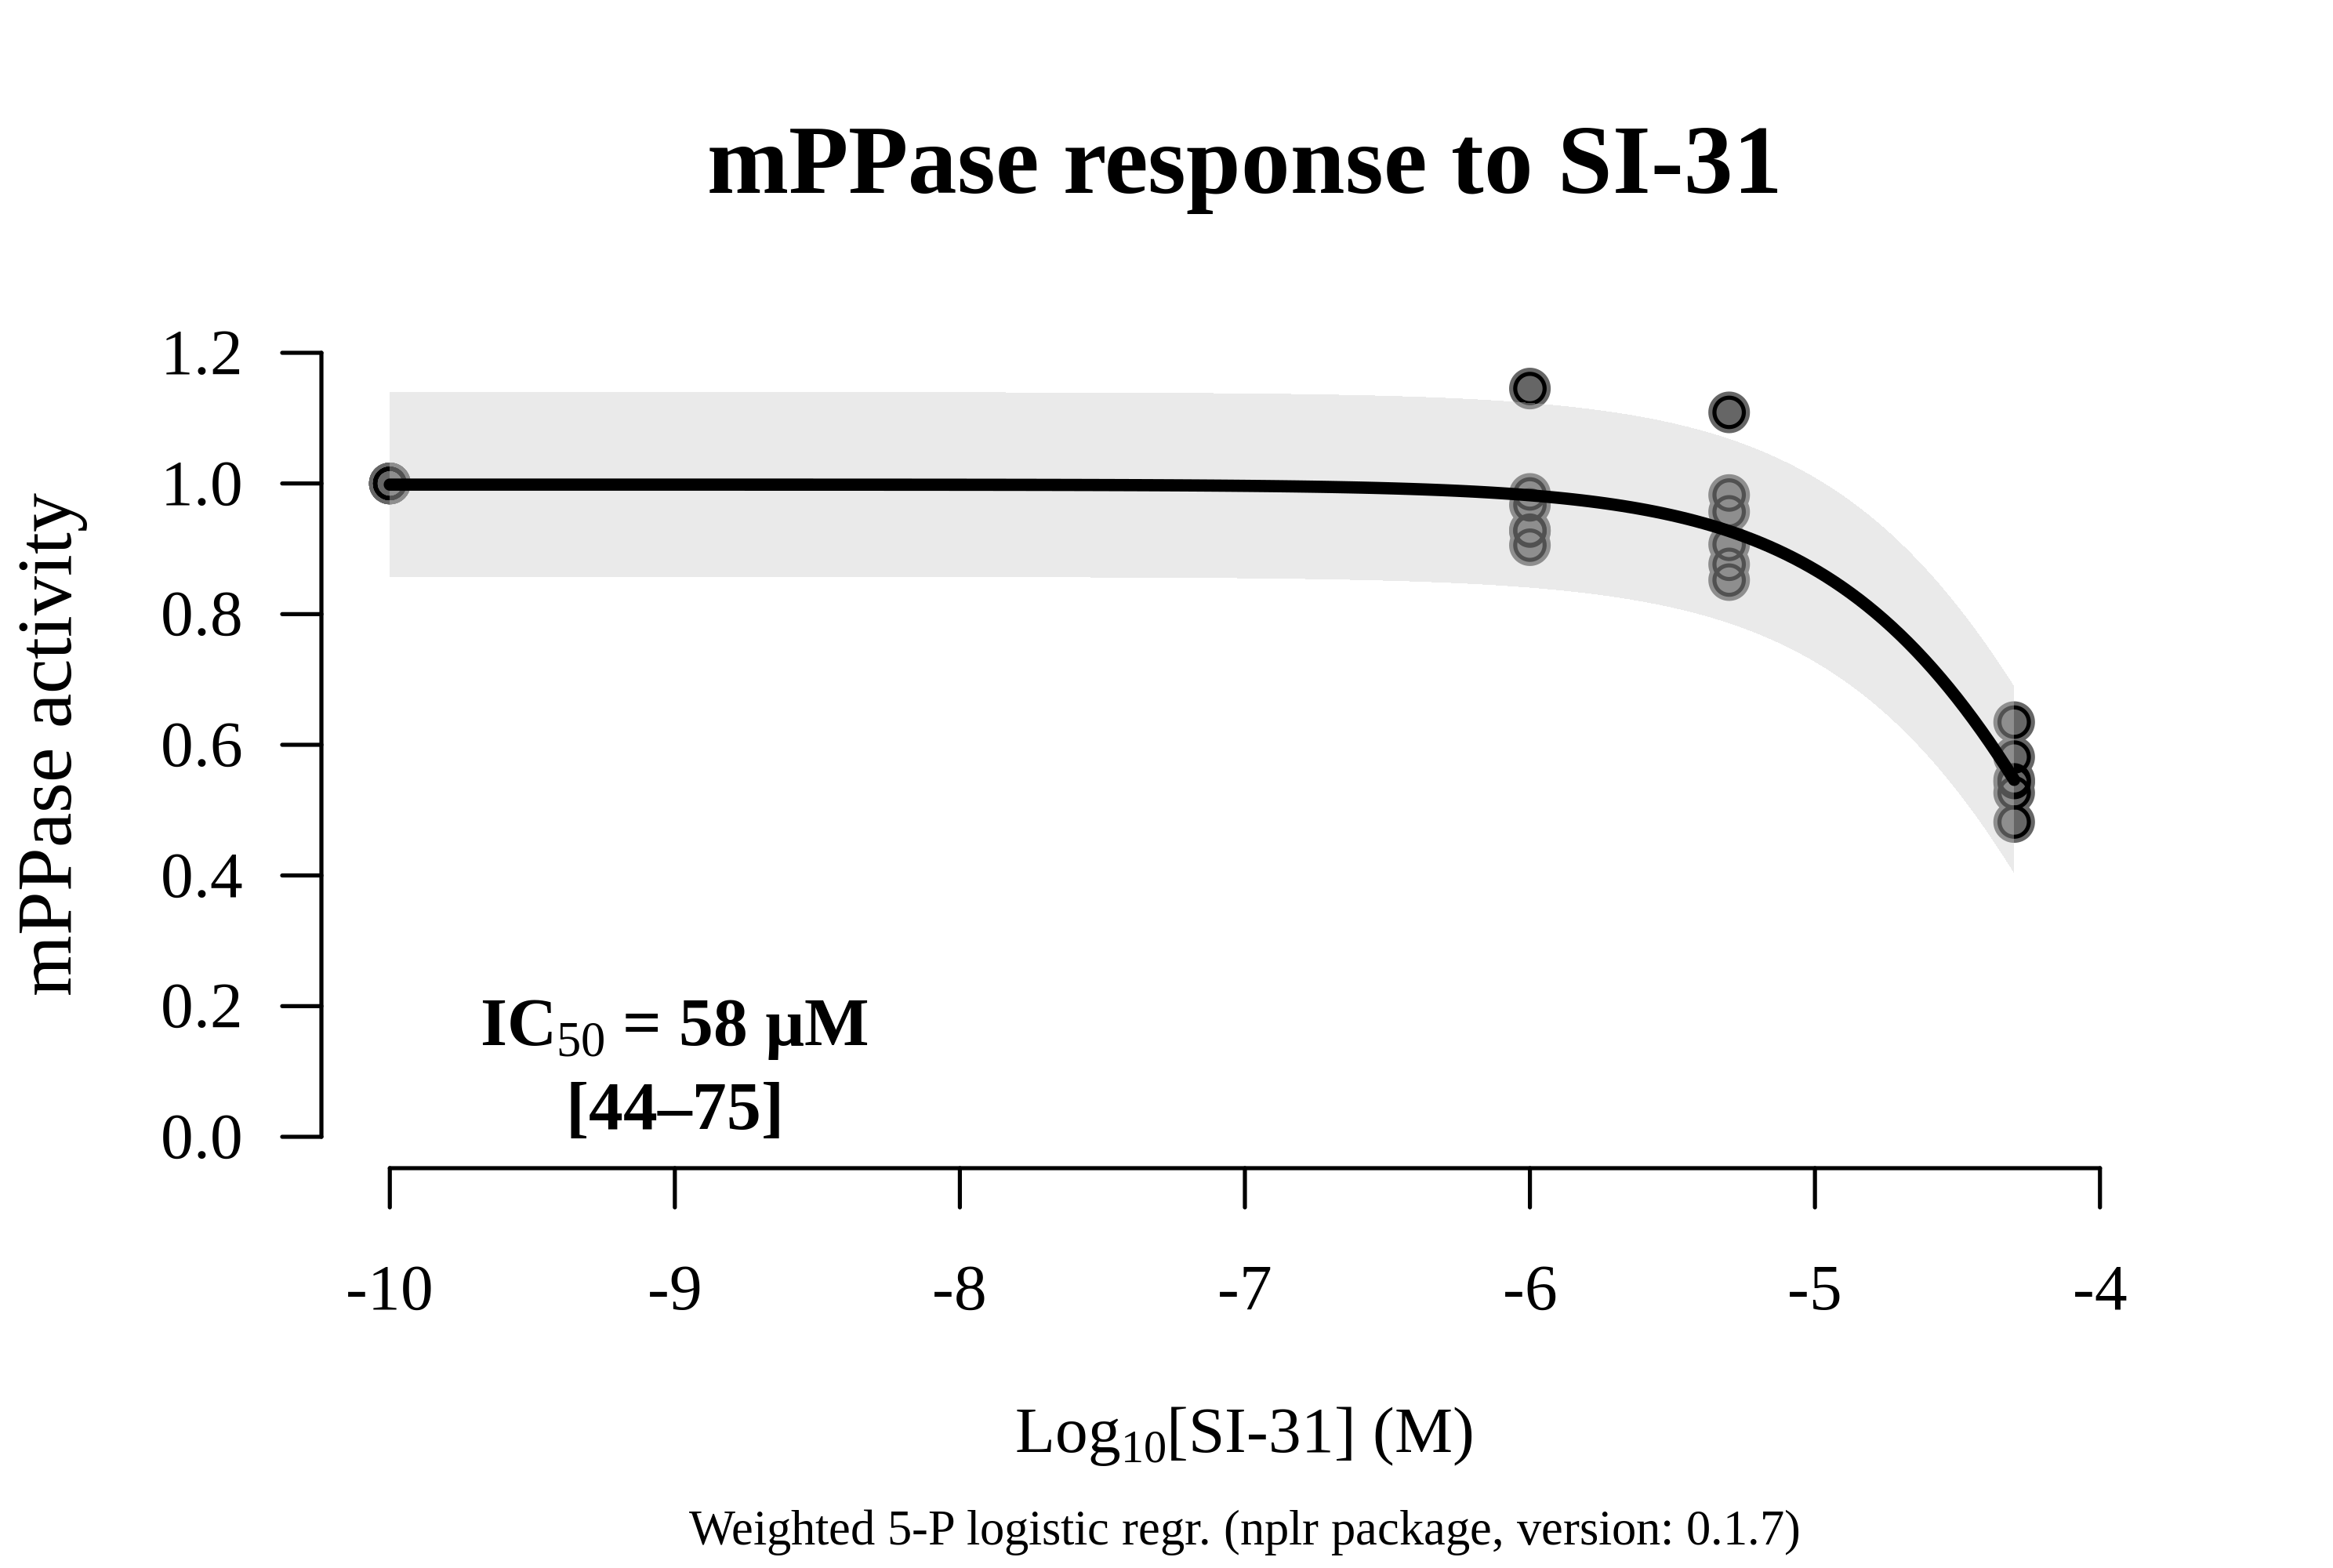 mPPase response to SI-31
mPPase activity
1.2
1.0
0.8
0.6
0.4
0.2
0.0
IC50 = 58 µM
[44–75]
-10 -9 -8 -7 -6 -5 -4
Log10[SI-31] (M)
Weighted 5-P logistic regr. (nplr package, version: 0.1.7)